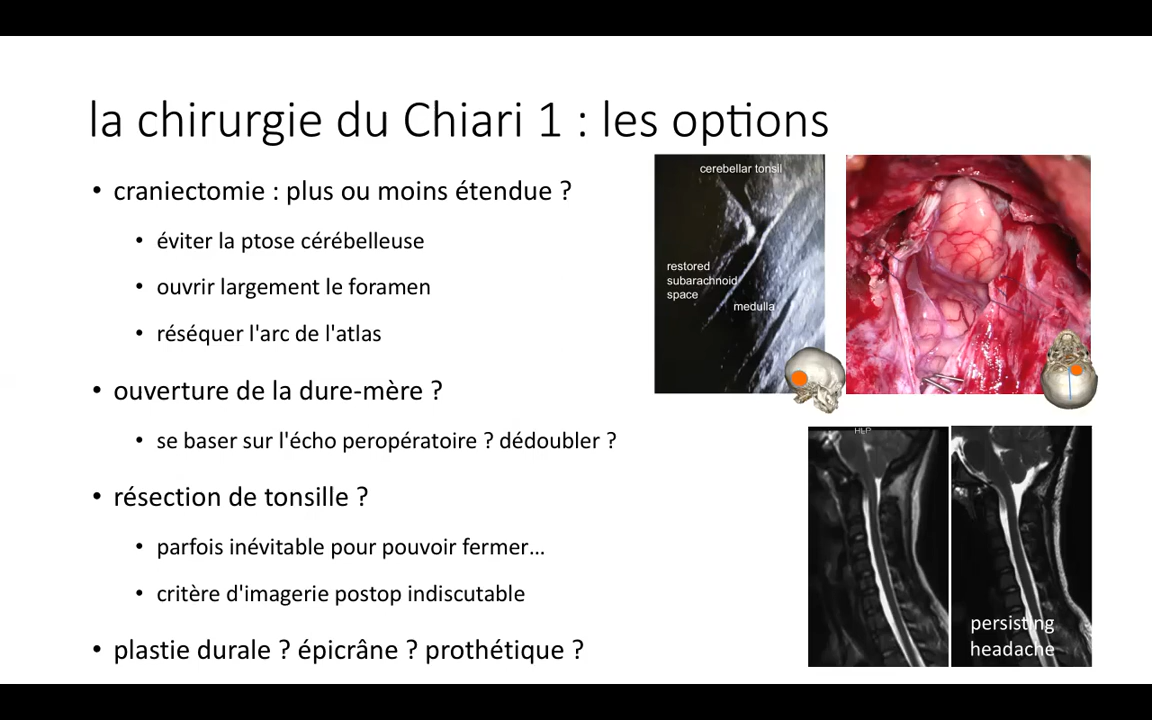 la chirurgie du Chiari 1 : les options
• craniectomie : plus ou moins étendue ?
• éviter la ptose cérébelleuse
• ouvrir largement le foramen
• réséquer l'arc de l'atlas
• ouverture de la dure-mère ?
• se baser sur l'écho peropératoire ? dédoubler ?
• résection de tonsille ?
• parfois inévitable pour pouvoir fermer...
• critère d'imagerie postop indiscutable
• plastie durale ? épicrâne ? prothétique ?
cerebellar tonsil
restored
subarachnoid
space
medulla
persisting
headache